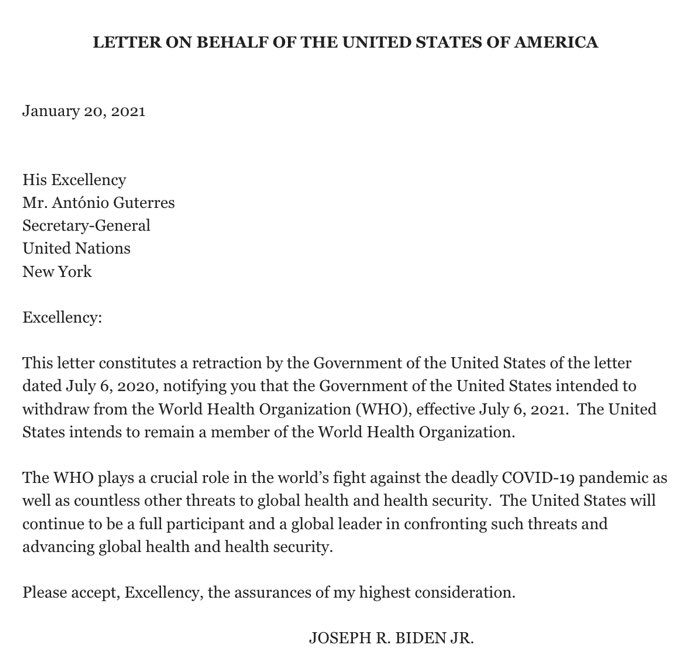 LETTER ON BEHALF OF THE UNITED STATES OF AMERICA
January 20, 2021
His Excellency
Mr. António Guterres
Secretary-General
United Nations
New York
Excellency:
This letter constitutes a retraction by the Government of the United States of the letter
dated July 6, 2020, notifying you that the Government of the United States intended to
withdraw from the World Health Organization (WHO), effective July 6, 2021.  The United
States intends to remain a member of the World Health Organization.
The WHO plays a crucial role in the world’s fight against the deadly COVID-19 pandemic as
well as countless other threats to global health and health security.  The United States will
continue to be a full participant and a global leader in confronting such threats and
advancing global health and health security.
Please accept, Excellency, the assurances of my highest consideration.
JOSEPH R. BIDEN JR.